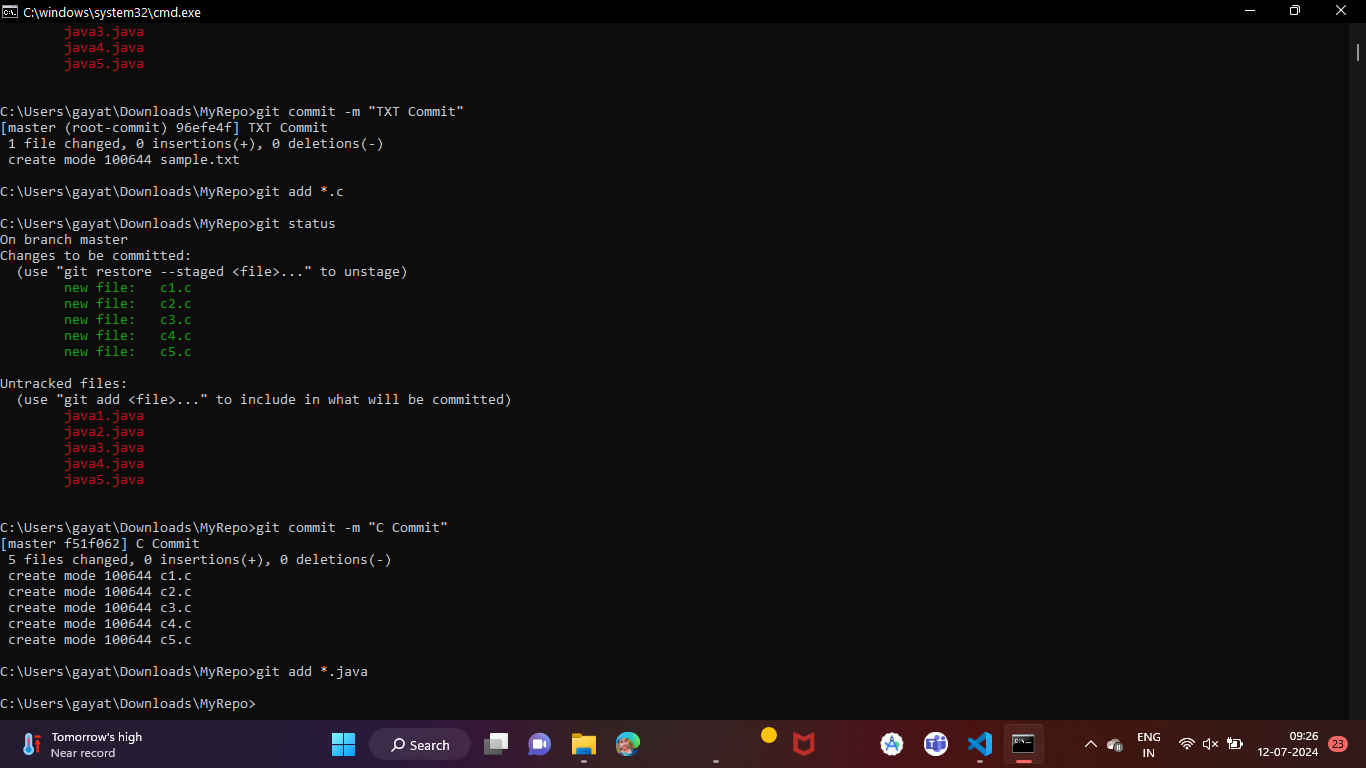 C:\windows\system32\cmd.exe
java3.java
java4.java
java5.java
C:\Users\gayat\Downloads\MyRepo>git commit -m "TXT Commit"
[master (root-commit) 96efe4f] TXT Commit
1 file changed, 0 insertions(+), 0 deletions(-)
create mode 100644 sample.txt
C:\Users\gayat\Downloads\MyRepo>git add *.c
C:\Users\gayat\Downloads\MyRepo>git status
On branch master
Changes to be committed:
(use "git restore --staged <file>..." to unstage)
new file:   c1.c
new file:   c2.c
new file:   c3.c
new file:   c4.c
new file:   c5.c
Untracked files:
(use "git add <file>..." to include in what will be committed)
java1.java
java2.java
java3.java
java4.java
java5.java
C:\Users\gayat\Downloads\MyRepo>git commit -m "C Commit"
[master f51f062] C Commit
5 files changed, 0 insertions(+), 0 deletions(-)
create mode 100644 c1.c
create mode 100644 c2.c
create mode 100644 c3.c
create mode 100644 c4.c
create mode 100644 c5.c
C:\Users\gayat\Downloads\MyRepo>git add *.java
C:\Users\gayat\Downloads\MyRepo>
Tomorrow's high
Near record
Search
ENG
IN
09:26
12-07-2024
23